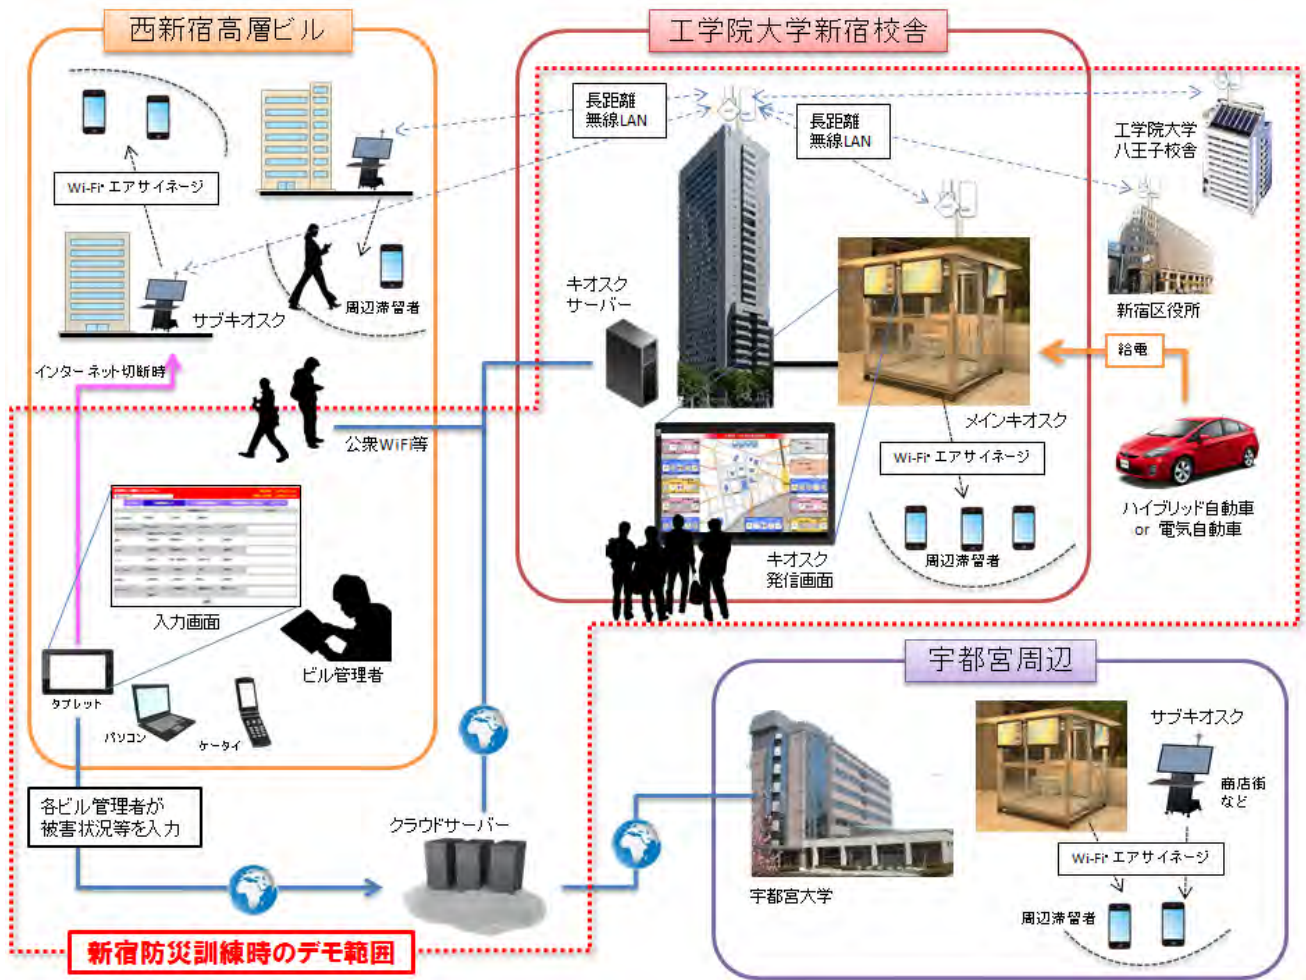 西新宿高層ビル
工学院大学新宿校舎
長距離
無線LAN
長距離
無線LAN
工学院大学
八王子校舎
Wi-Fi・エアサイネージ
新宿区役所
サブキオスク
周辺滞留者
キオスク
サーバー
給電
インターネット切断時
公衆WiFi等
メインキオスク
Wi-Fi・エアサイネージ
ハイブリッド自動車
or 電気自動車
周辺滞留者
キオスク
発信画面
入力画面
ビル管理者
タブレット
パソコン
ケータイ
宇都宮周辺
サブキオスク
商店街
など
各ビル管理者が
被害状況等を入力
クラウドサーバー
Wi-Fi・エアサイネージ
宇都宮大学
周辺滞留者
新宿防災訓練時のデモ範囲